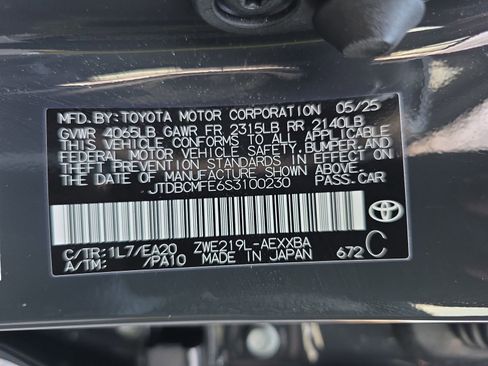 MFD. BY: TOYOTA MOTOR CORPORATION 05/25
GVWR 4065LB GAWR FR 2315LB RR 2140LB
THIS VEHICLE CONFORMS TO ALL APPLICABLE
FEDERAL MOTOR VEHICLE SAFETY, BUMPER, AND
THEFT PREVENTION STANDARDS IN EFFECT ON
THE DATE OF MANUFACTURE SHOWN ABOVE.
JTDBCMFE6S3100230 PASS.CAR
C/TR: 1L7/EA20 ZWE219L-AEXXBA
A/TM: /PA10 MADE IN JAPAN 672 C
TOYOTA